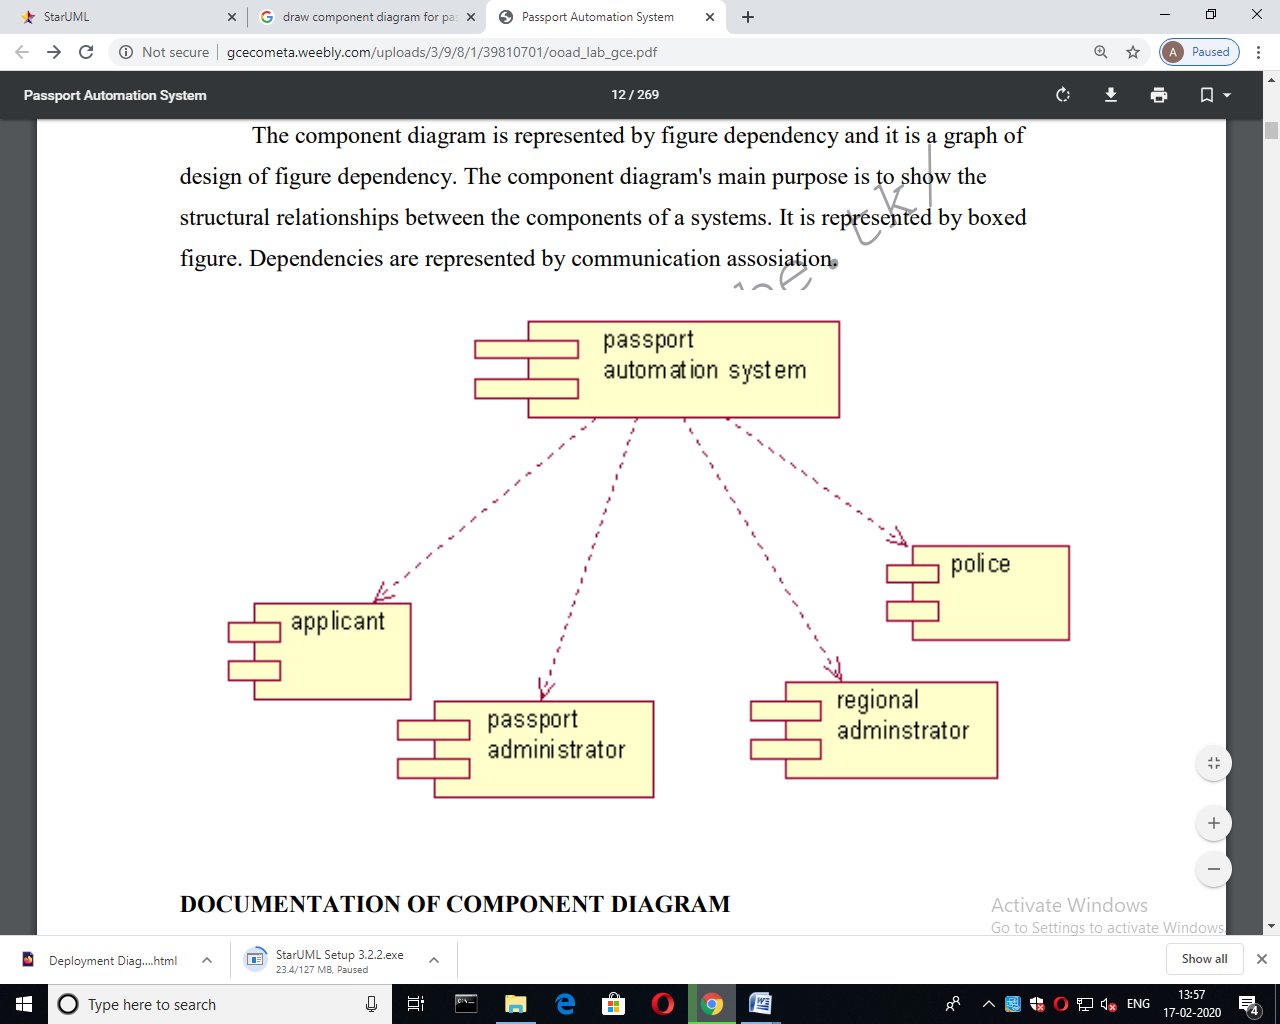 StarUML
draw component diagram for pa
Passport Automation System
Not secure
gcecometa.weebly.com/uploads/3/9/8/1/39810701/ooad_lab_gce.pdf
A
Paused
Passport Automation System
12 / 269
The component diagram is represented by figure dependency and it is a graph of
design of figure dependency. The component diagram's main purpose is to show the
structural relationships between the components of a systems. It is represented by boxed
figure. Dependencies are represented by communication assosiation.
be.tk/
passport
automation system
police
applicant
regional
adminstrator
passport
administrator
DOCUMENTATION OF COMPONENT DIAGRAM
Activate Windows
Go to Settings to activate Windows.
Deployment Diag....html
StarUML Setup 3.2.2.exe
23.4/127 MB, Paused
Show all
Type here to search
ENG
13:57
17-02-2020
4